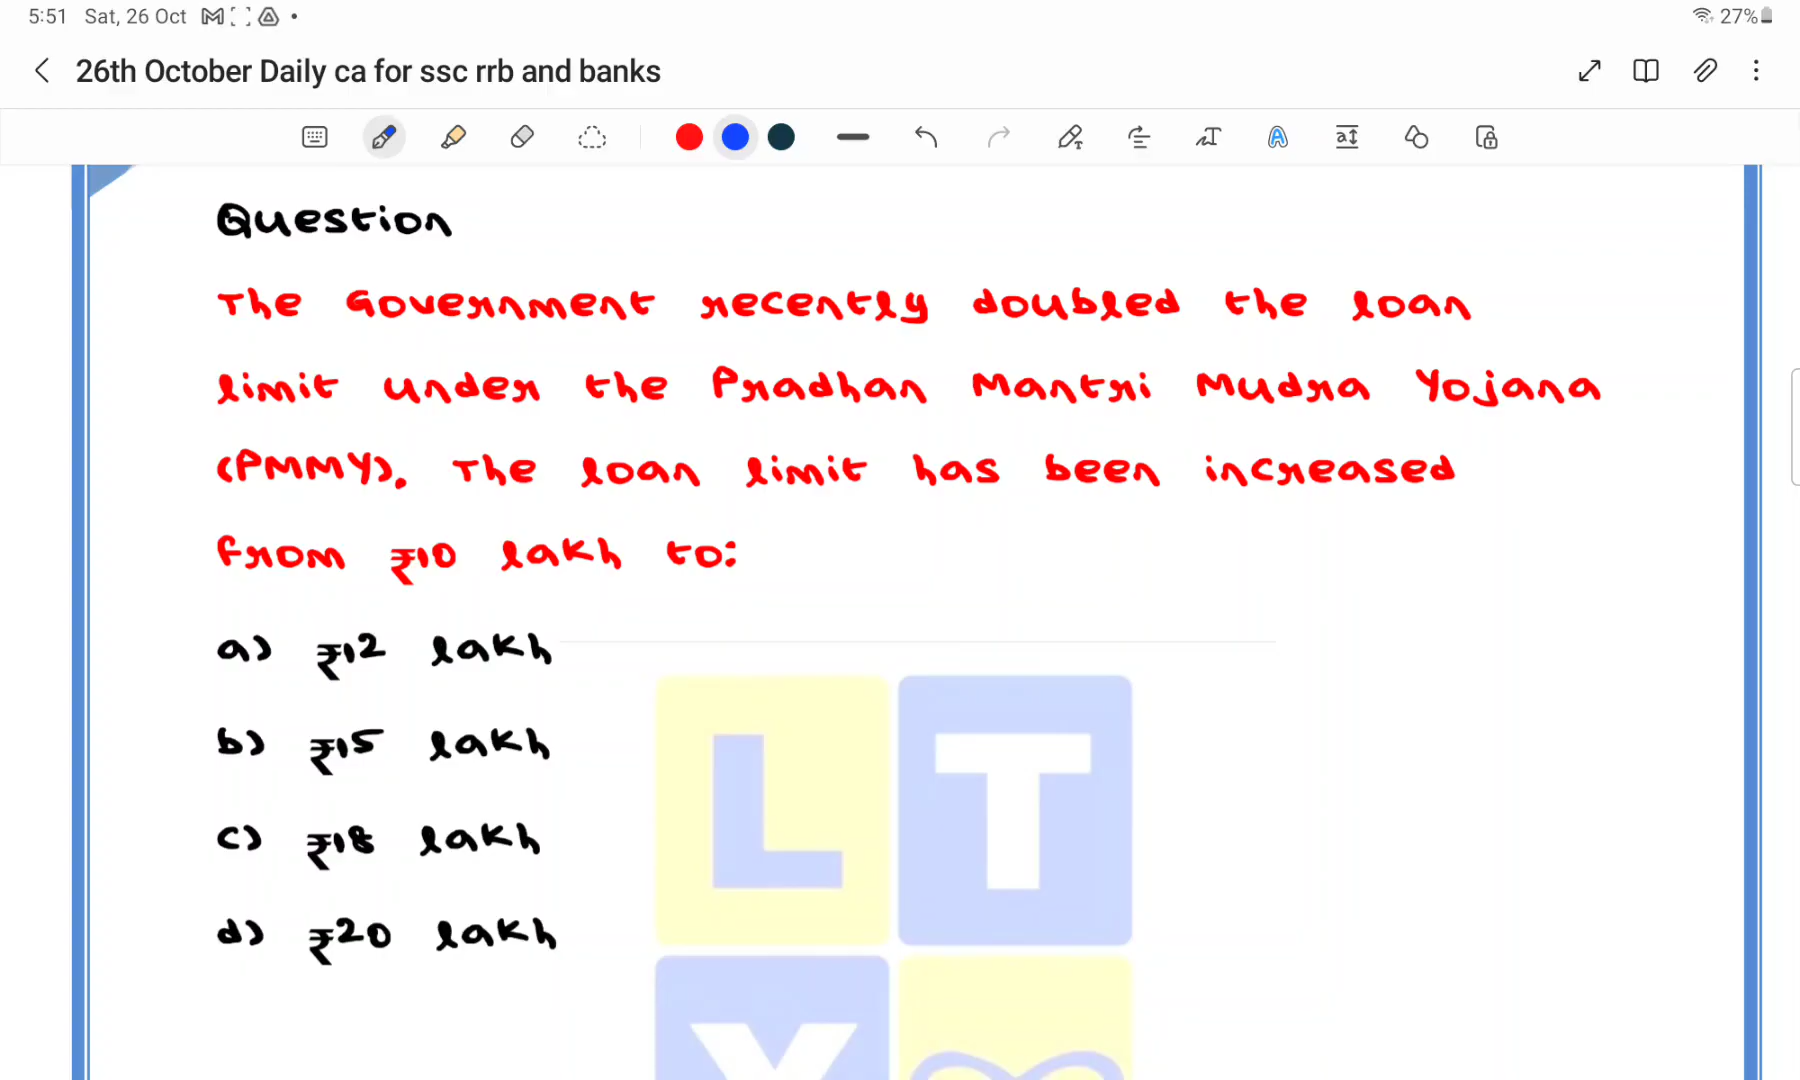 5:51 Sat, 26 Oct
27%
26th October Daily ca for ssc rrb and banks
Question
The Government recently doubled the loan
limit under the Pradhan Mantri Mudra Yojana
(PMMY). The loan limit has been increased
from ₹10 lakh to:
a) ₹12 lakh
b) ₹15 lakh
c) ₹18 lakh
d) ₹20 lakh
L T
Y